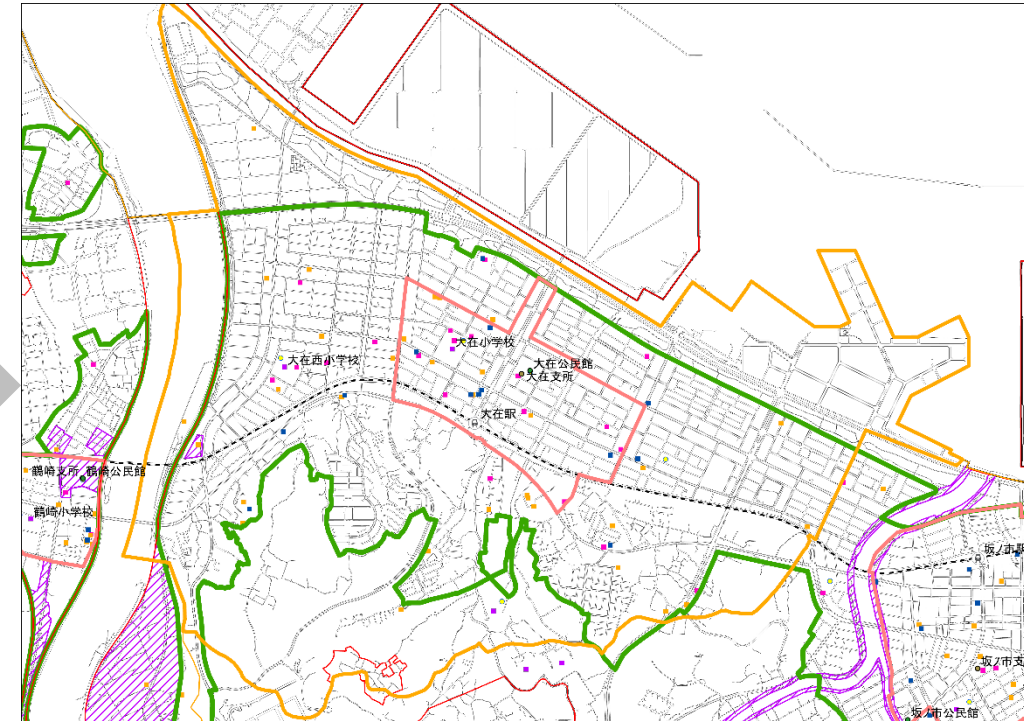 大在小学校
大在西小学校
大在公民館
大在支所
大在駅
鶴崎支所
鶴崎公民館
鶴崎小学校
坂ノ市駅
坂ノ市支
坂ノ市公民館